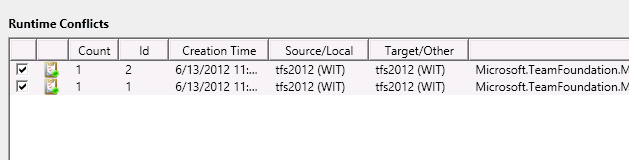 Runtime Conflicts
Count Id Creation Time Source/Local Target/Other
1 2 6/13/2012 11:... tfs2012 (WIT) tfs2012 (WIT) Microsoft.TeamFoundation.M
1 1 6/13/2012 11:... tfs2012 (WIT) tfs2012 (WIT) Microsoft.TeamFoundation.M